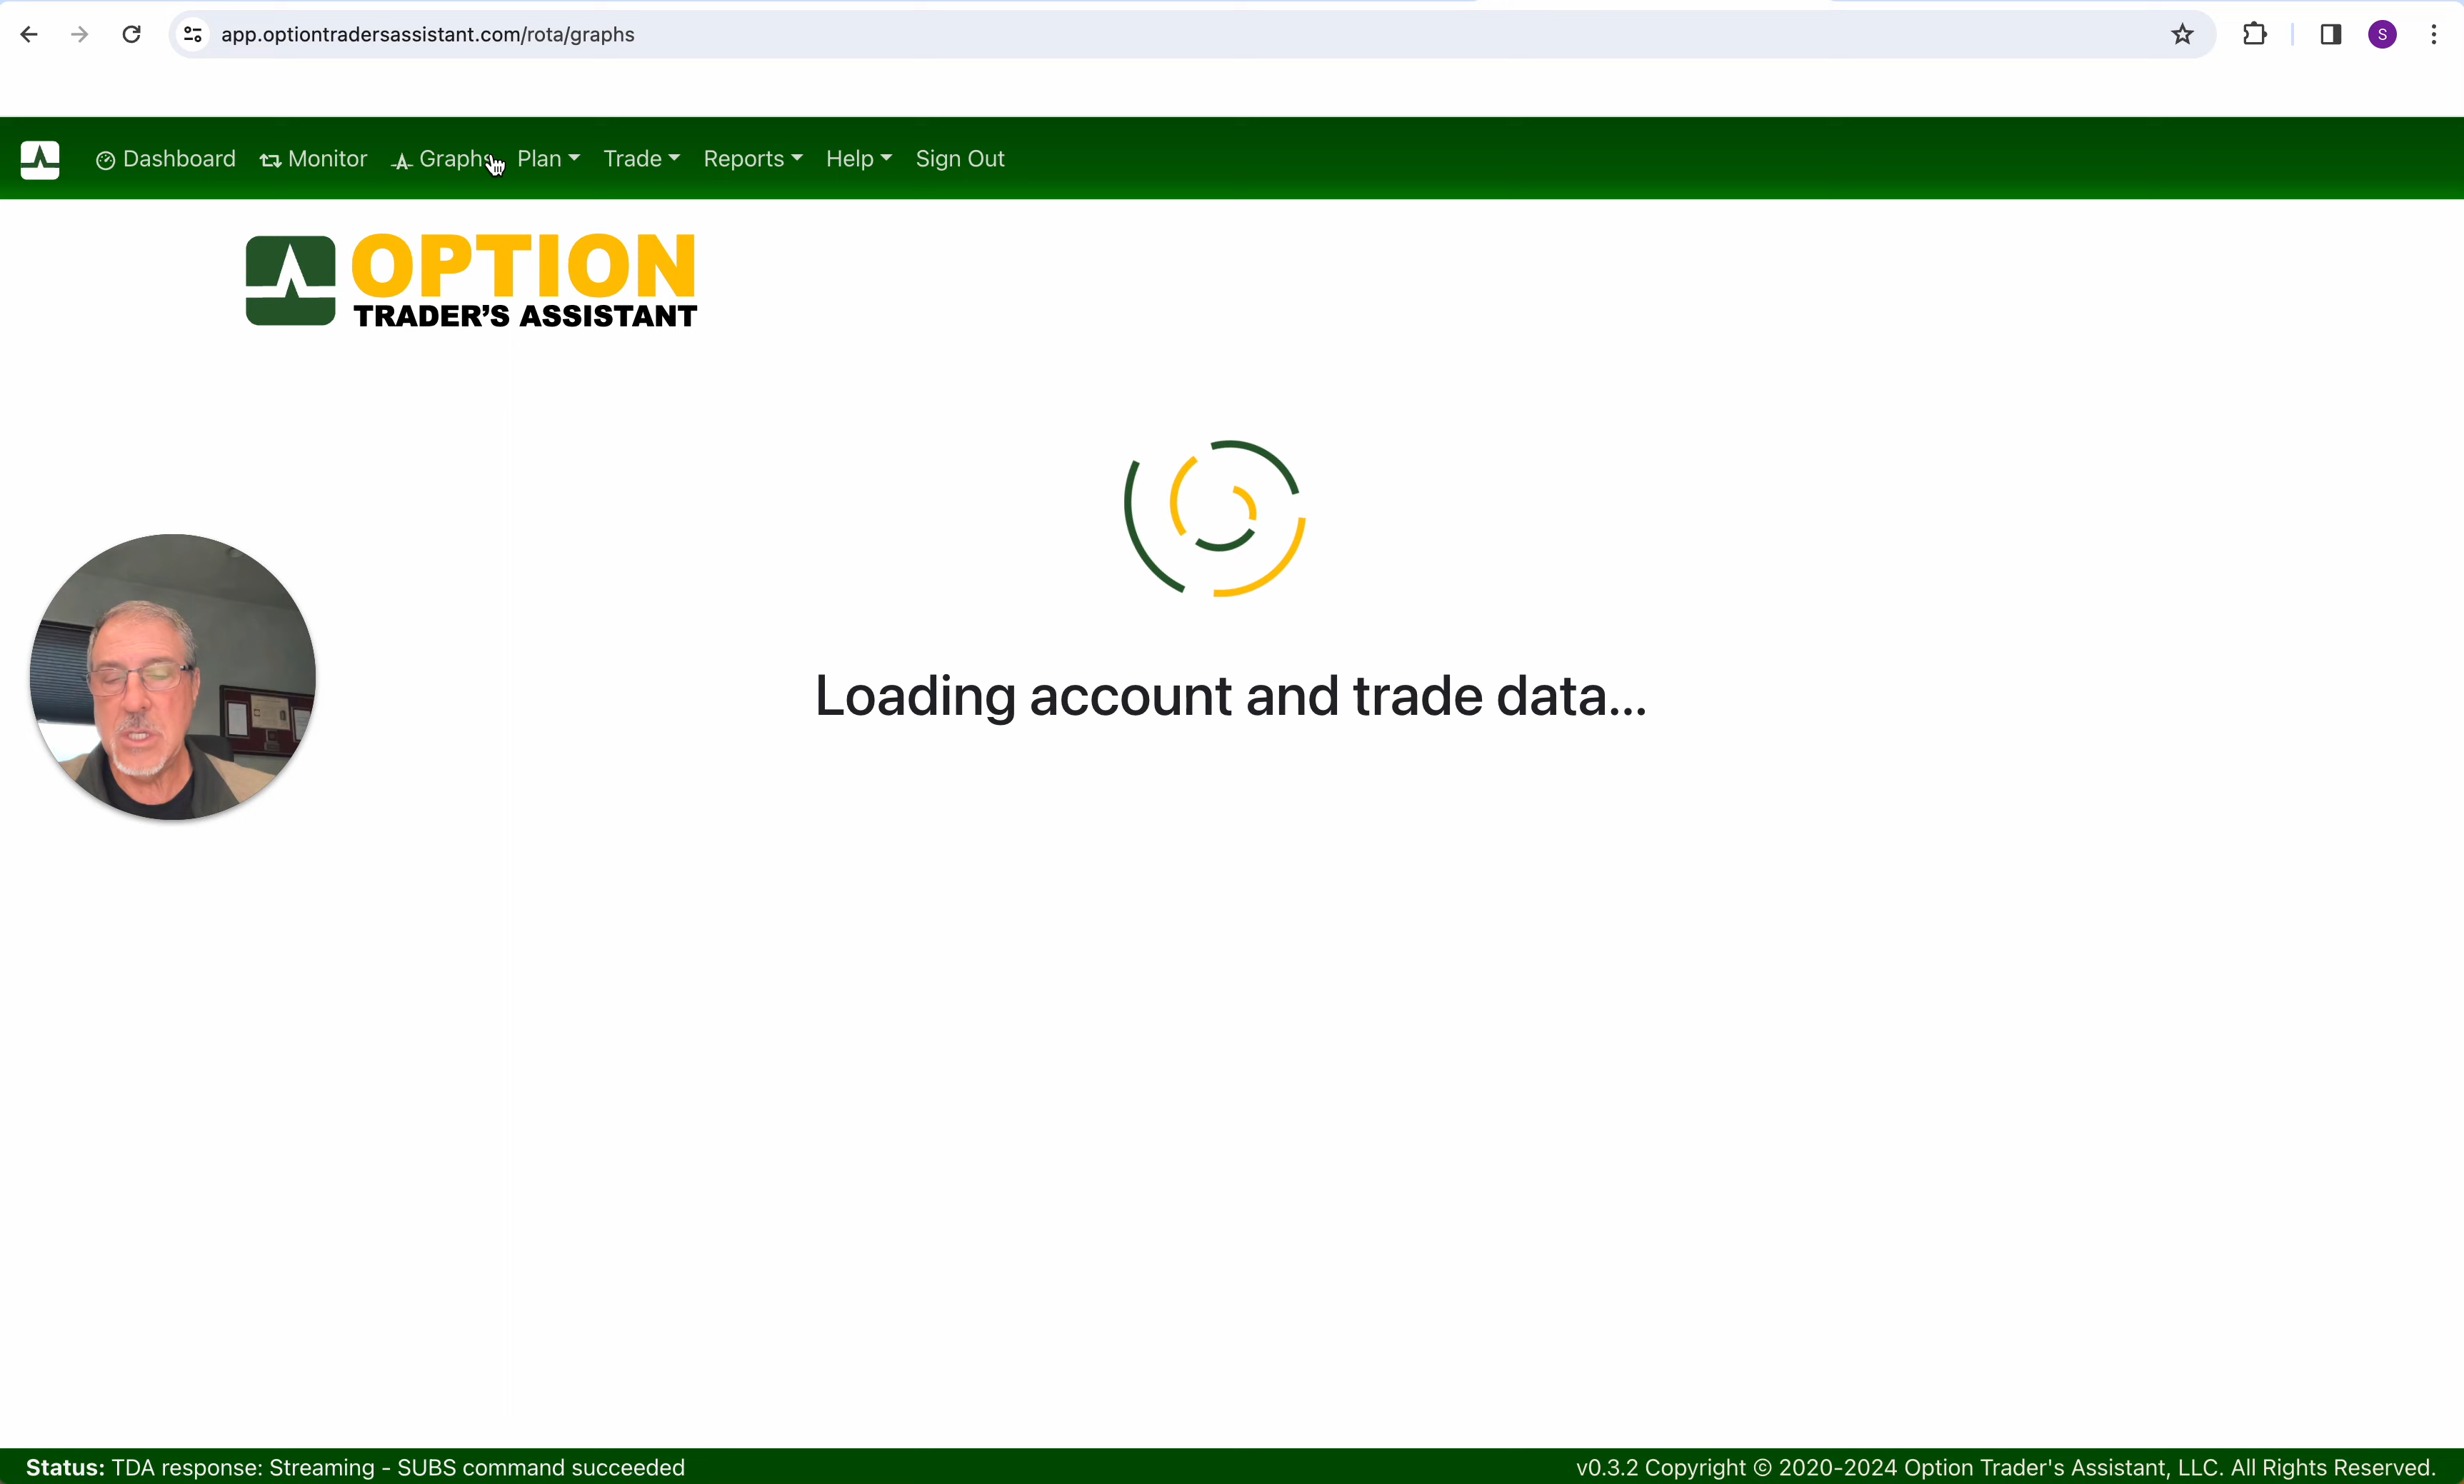 app.optiontradersassistant.com/rota/graphs
S
Dashboard Monitor Graphs Plan Trade Reports Help Sign Out
OPTION
TRADER'S ASSISTANT
Loading account and trade data...
Status: TDA response: Streaming - SUBS command succeeded
v0.3.2 Copyright © 2020-2024 Option Trader's Assistant, LLC. All Rights Reserved.